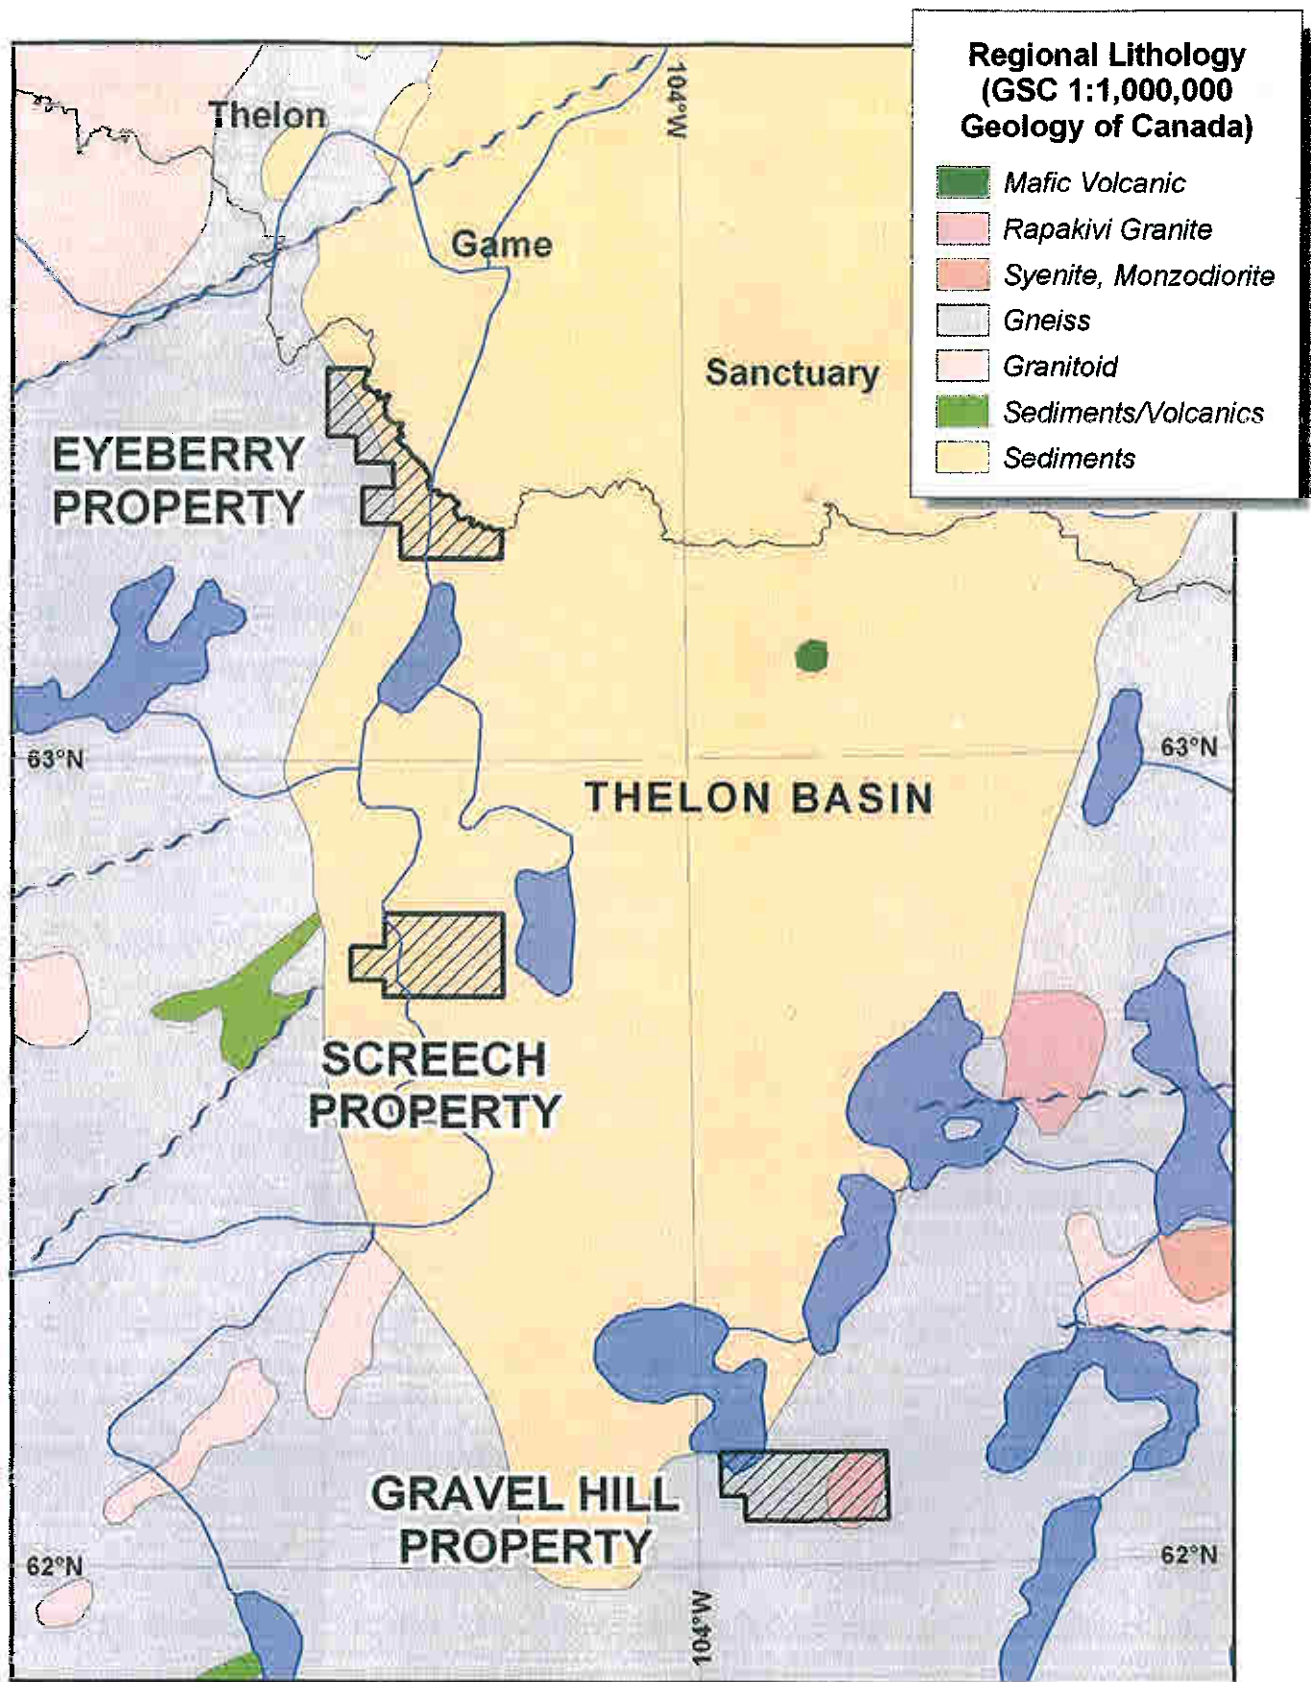 Regional Lithology
(GSC 1:1,000,000
Geology of Canada)
Mafic Volcanic
Rapakivi Granite
Syenite, Monzodiorite
Gneiss
Granitoid
Sediments/Volcanics
Sediments
104°W
Thelon
Game
Sanctuary
EYEBERRY
PROPERTY
63°N
63°N
THELON BASIN
SCREECH
PROPERTY
GRAVEL HILL
PROPERTY
62°N
62°N
104°W